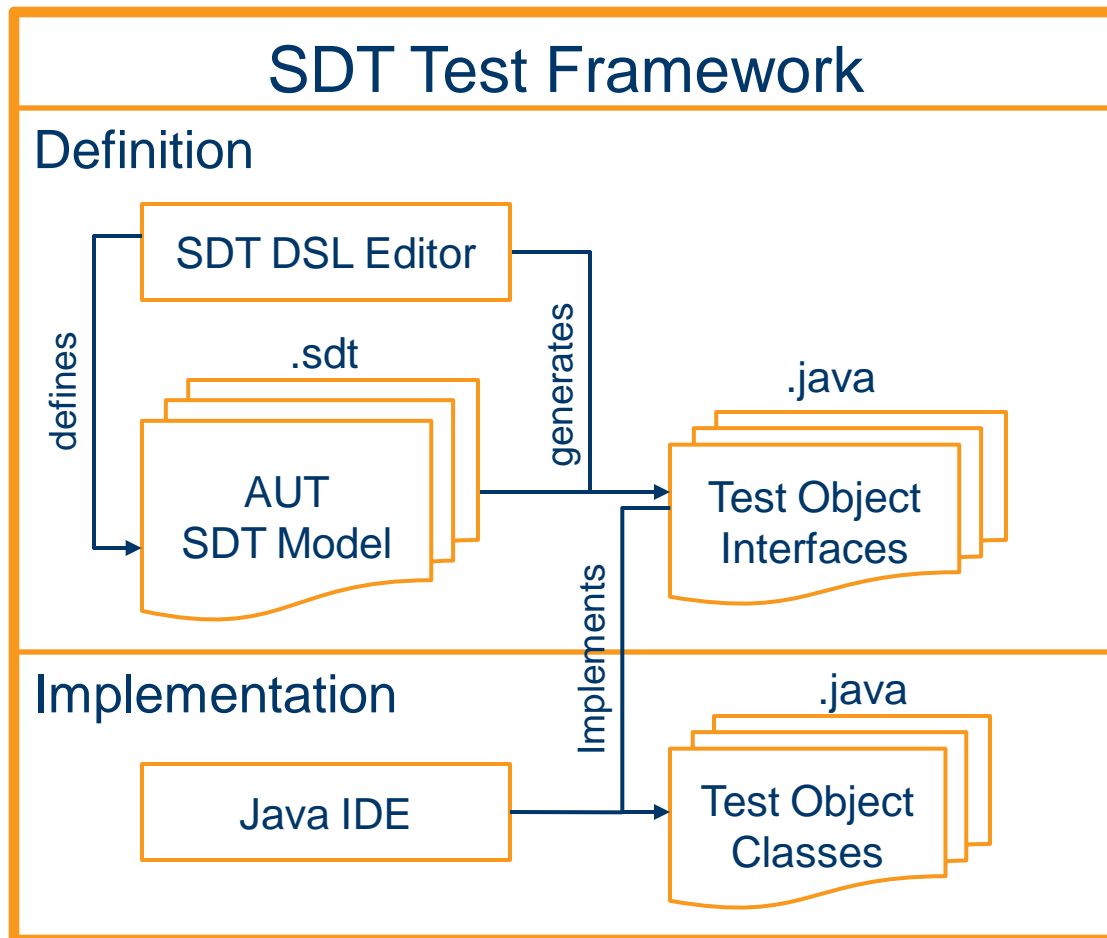 SDT Test Framework
Definition
SDT DSL Editor
defines
.sdt
generates
.java
AUT
SDT Model
Test Object
Interfaces
Implements
Implementation
.java
Java IDE
Test Object
Classes